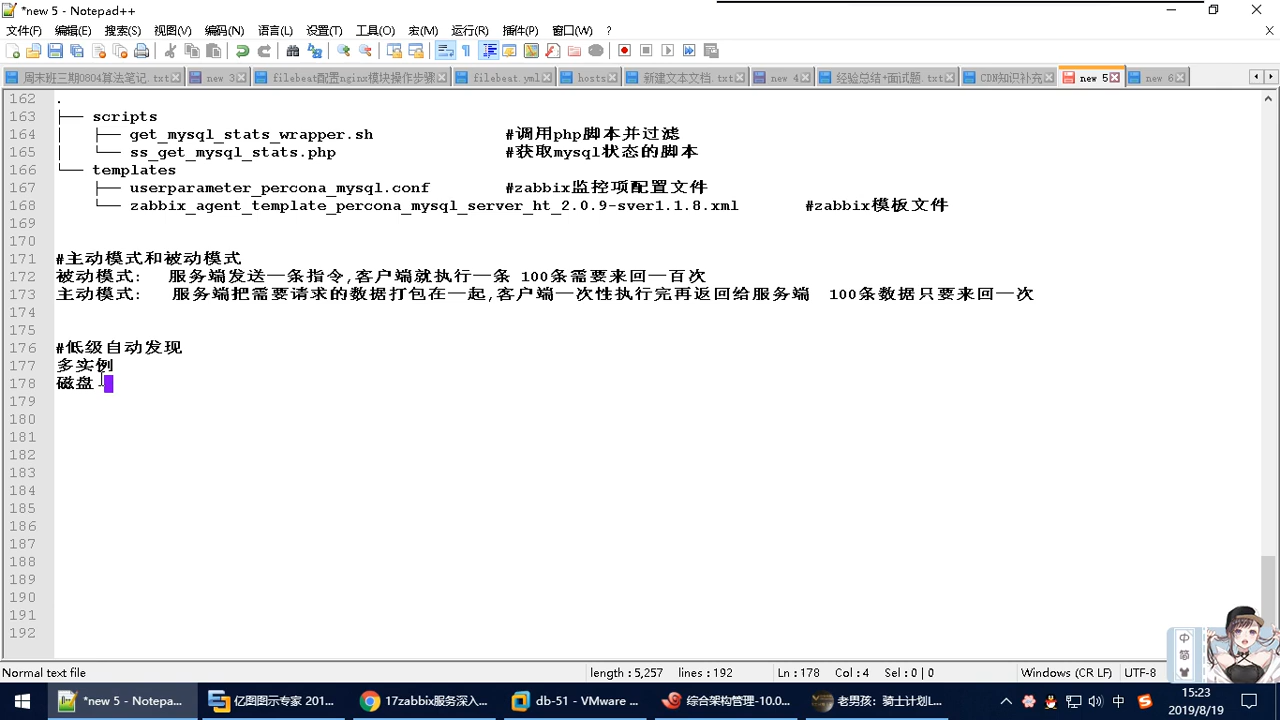 *new 5 - Notepad++
文件(F) 编辑(E) 搜索(S) 视图(V) 编码(N) 语言(L) 设置(T) 工具(O) 宏(M) 运行(R) 插件(P) 窗口(W) ?
周末班三期0804算法笔记.txt new 3 filebeat配置nginx模块操作步骤 filebeat.yml hosts 新建文本文档.txt new 4 经验总结+面试题.txt CDN知识补充 new 5 new 6
162 .
163 ├── scripts
164 │   ├── get_mysql_stats_wrapper.sh #调用php脚本并过滤
165 │   └── ss_get_mysql_stats.php #获取mysql状态的脚本
166 └── templates
167     ├── userparameter_percona_mysql.conf #zabbix监控项配置文件
168     └── zabbix_agent_template_percona_mysql_server_ht_2.0.9-sver1.1.8.xml #zabbix模板文件
169
170
171 #主动模式和被动模式
172 被动模式: 服务端发送一条指令,客户端就执行一条 100条需要来回一百次
173 主动模式: 服务端把需要请求的数据打包在一起,客户端一次性执行完再返回给服务端 100条数据只要来回一次
174
175
176 #低级自动发现
177 多实例
178 磁盘
179
180
181
182
183
184
185
186
187
188
189
190
191
192
中
简
Normal text file length : 5,257 lines : 192 Ln : 178 Col : 4 Sel : 0 | 0 Windows (CR LF) UTF-8
*new 5 - Notepa... 亿图图示专家 201... 17zabbix服务深入... db-51 - VMware ... 综合架构管理-10.0... 老男孩: 骑士计划L... 中 15:23
2019/8/19